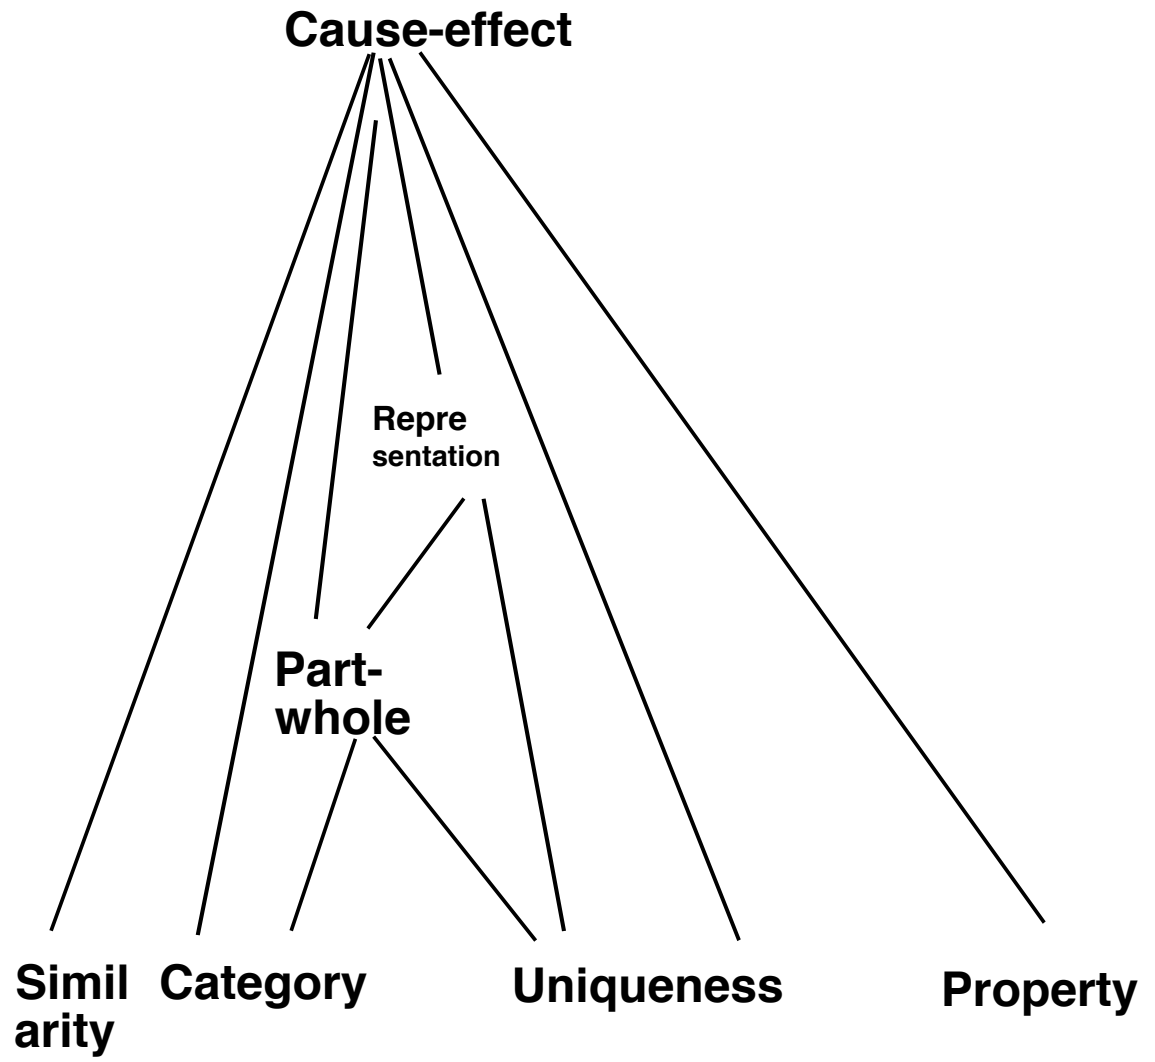 Cause-effect
Repre
sentation
Part-
whole
Simil
arity
Category
Uniqueness
Property